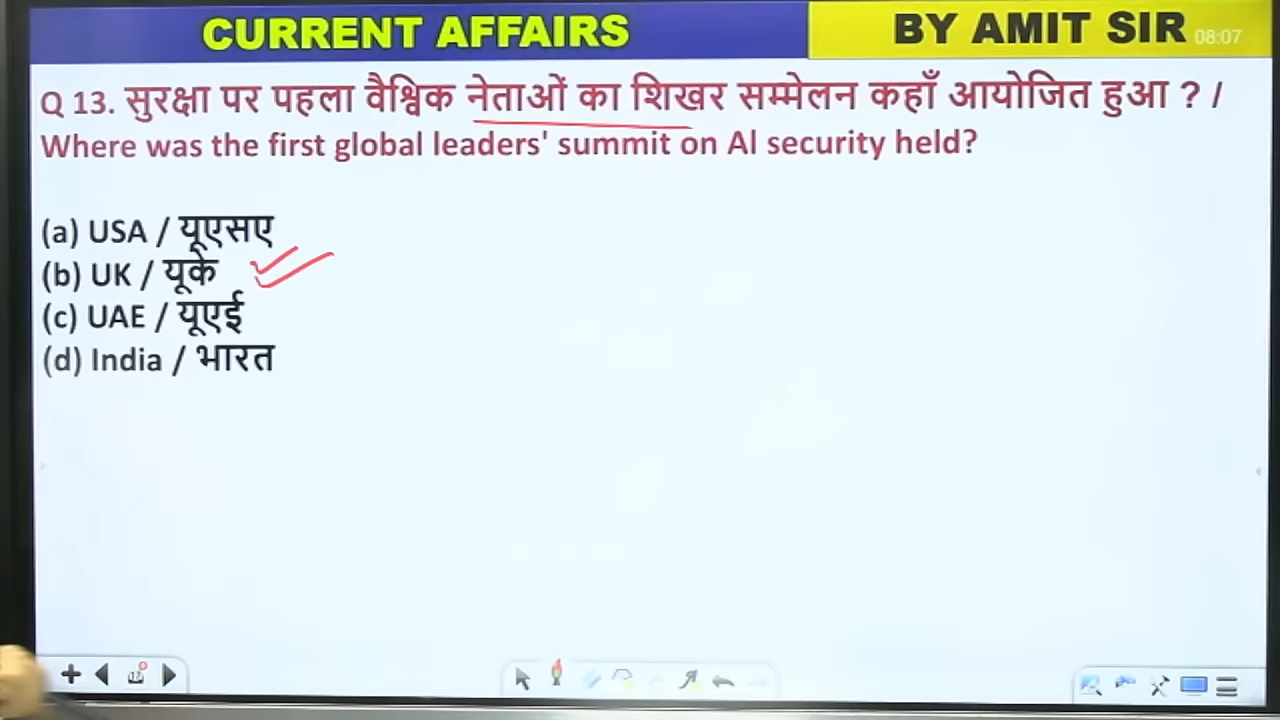 CURRENT AFFAIRS
BY AMIT SIR
08:07
Q 13. सुरक्षा पर पहला वैश्विक नेताओं का शिखर सम्मेलन कहाँ आयोजित हुआ ? /
Where was the first global leaders' summit on Al security held?
(a) USA / यूएसए
(b) UK / यूके
(c) UAE / यूएई
(d) India / भारत